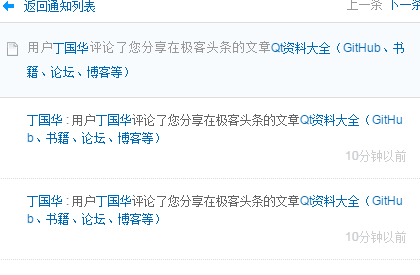 返回通知列表 上一条 下一条
用户丁国华评论了您分享在极客头条的文章Qt资料大全（GitHub、书
籍、论坛、博客等）
丁国华 : 用户丁国华评论了您分享在极客头条的文章Qt资料大全（GitHu
b、书籍、论坛、博客等）
10分钟以前
丁国华 : 用户丁国华评论了您分享在极客头条的文章Qt资料大全（GitHu
b、书籍、论坛、博客等）
10分钟以前